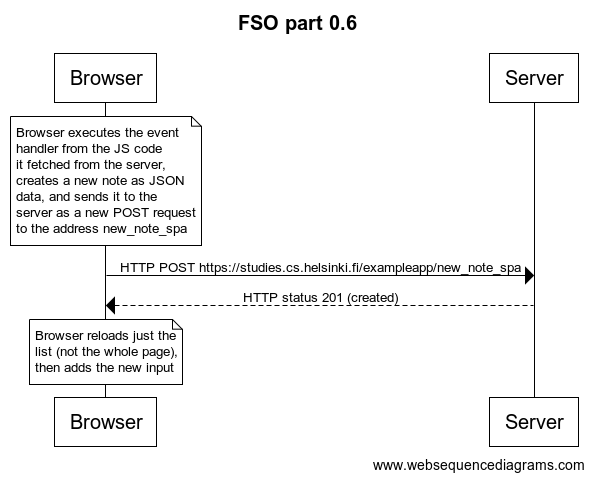 FSO part 0.6
Browser
Server
Browser executes the event
handler from the JS code
it fetched from the server,
creates a new note as JSON
data, and sends it to the
server as a new POST request
to the address new_note_spa
HTTP POST https://studies.cs.helsinki.fi/exampleapp/new_note_spa
HTTP status 201 (created)
Browser reloads just the
list (not the whole page),
then adds the new input
Browser
Server
www.websequencediagrams.com